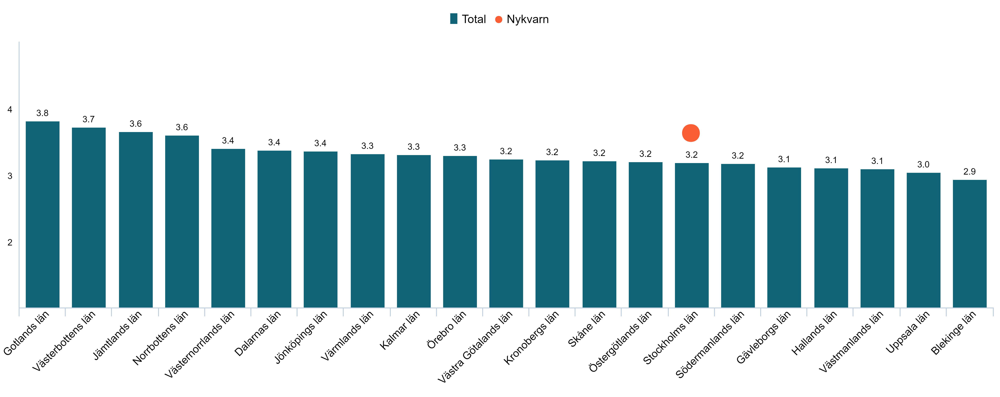 Total Nykvarn
4
3
2
3.8 3.7 3.6 3.6 3.4 3.4 3.4 3.3 3.3 3.3 3.2 3.2 3.2 3.2 3.2 3.2 3.1 3.1 3.1 3.0 2.9
Gotlands län
Västerbottens län
Jämtlands län
Norrbottens län
Västernorrlands län
Dalarnas län
Jönköpings län
Värmlands län
Kalmar län
Örebro län
Västra Götalands län
Kronobergs län
Skåne län
Östergötlands län
Stockholms län
Södermanlands län
Gävleborgs län
Hallands län
Västmanlands län
Uppsala län
Blekinge län